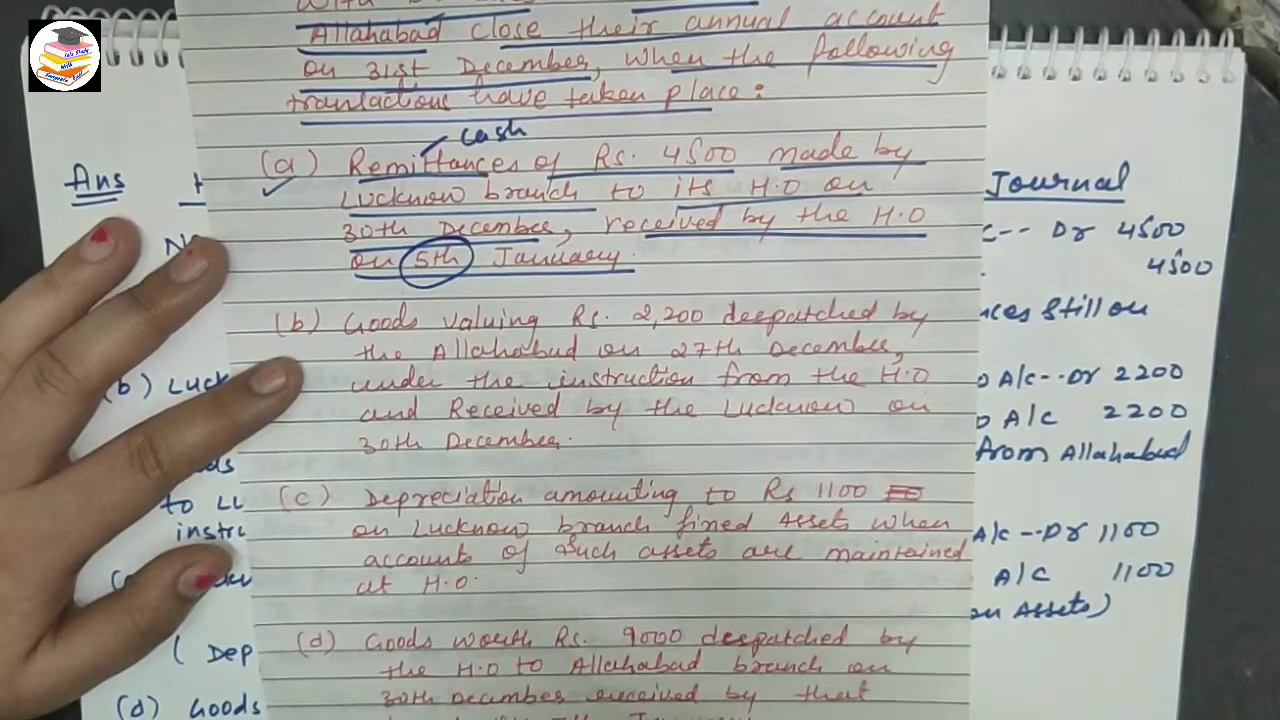 Allahabad close their annual account
on 31st December, when the following
transactions have taken place:
cash
(a) Remittances of Rs. 4500 made by
Lucknow branch to its H.O on
30th December, received by the H.O
on 5th January.
(b) Goods valuing Rs. 2,200 despatched by
the Allahabad on 27th December,
under the instruction from the H.O
and Received by the Lucknow on
30th December.
(c) Depreciation amounting to Rs 1100
on Lucknow branch fixed Assets when
accounts of such assets are maintained
at H.O.
(d) Goods worth Rs. 9000 despatched by
the H.O to Allahabad branch on
30th December received by that
Ans
(b) Luck
to Lu
instr
( Dep
(d) Goods
Journal
Dr 4500
4500
Still on
A/c--Dr 2200
A/c 2200
from Allahabad
A/c--Dr 1100
A/c 1100
on Assets)